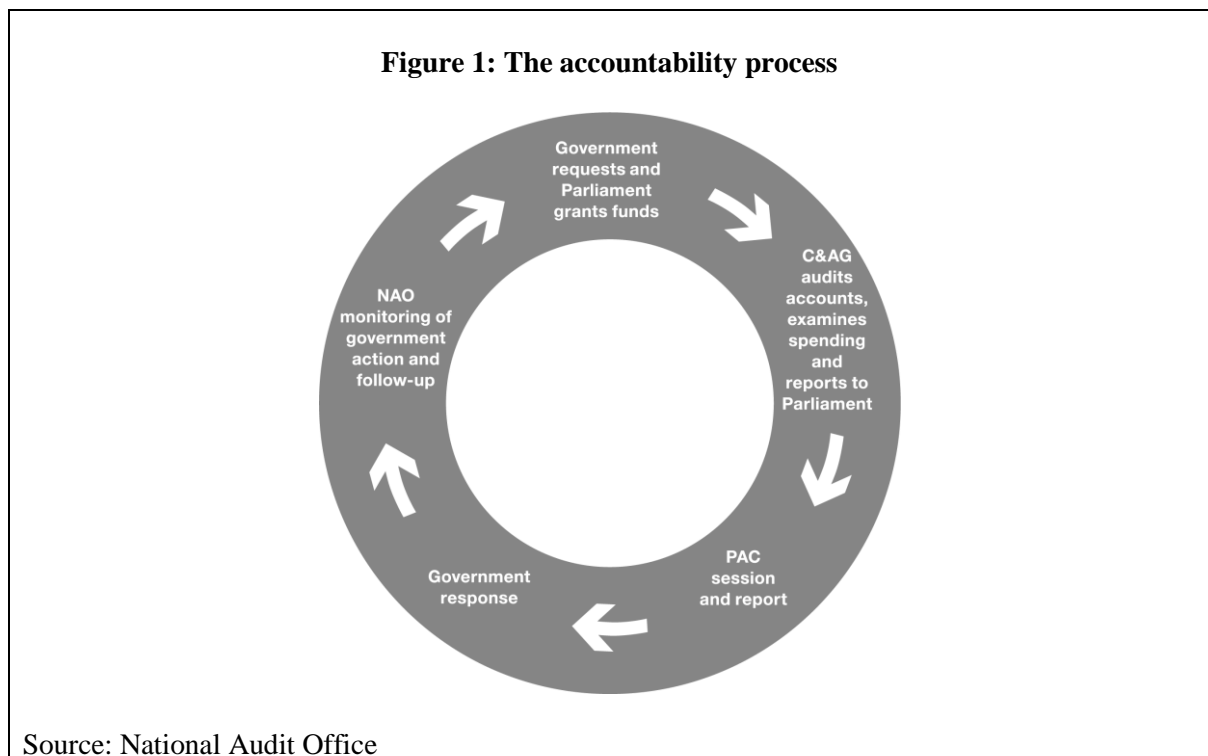 Figure 1: The accountability process
Government
requests and
Parliament
grants funds
C&AG
audits
accounts,
examines
spending
and
reports to
Parliament
PAC
session
and report
Government
response
NAO
monitoring of
government
action and
follow-up
Source: National Audit Office